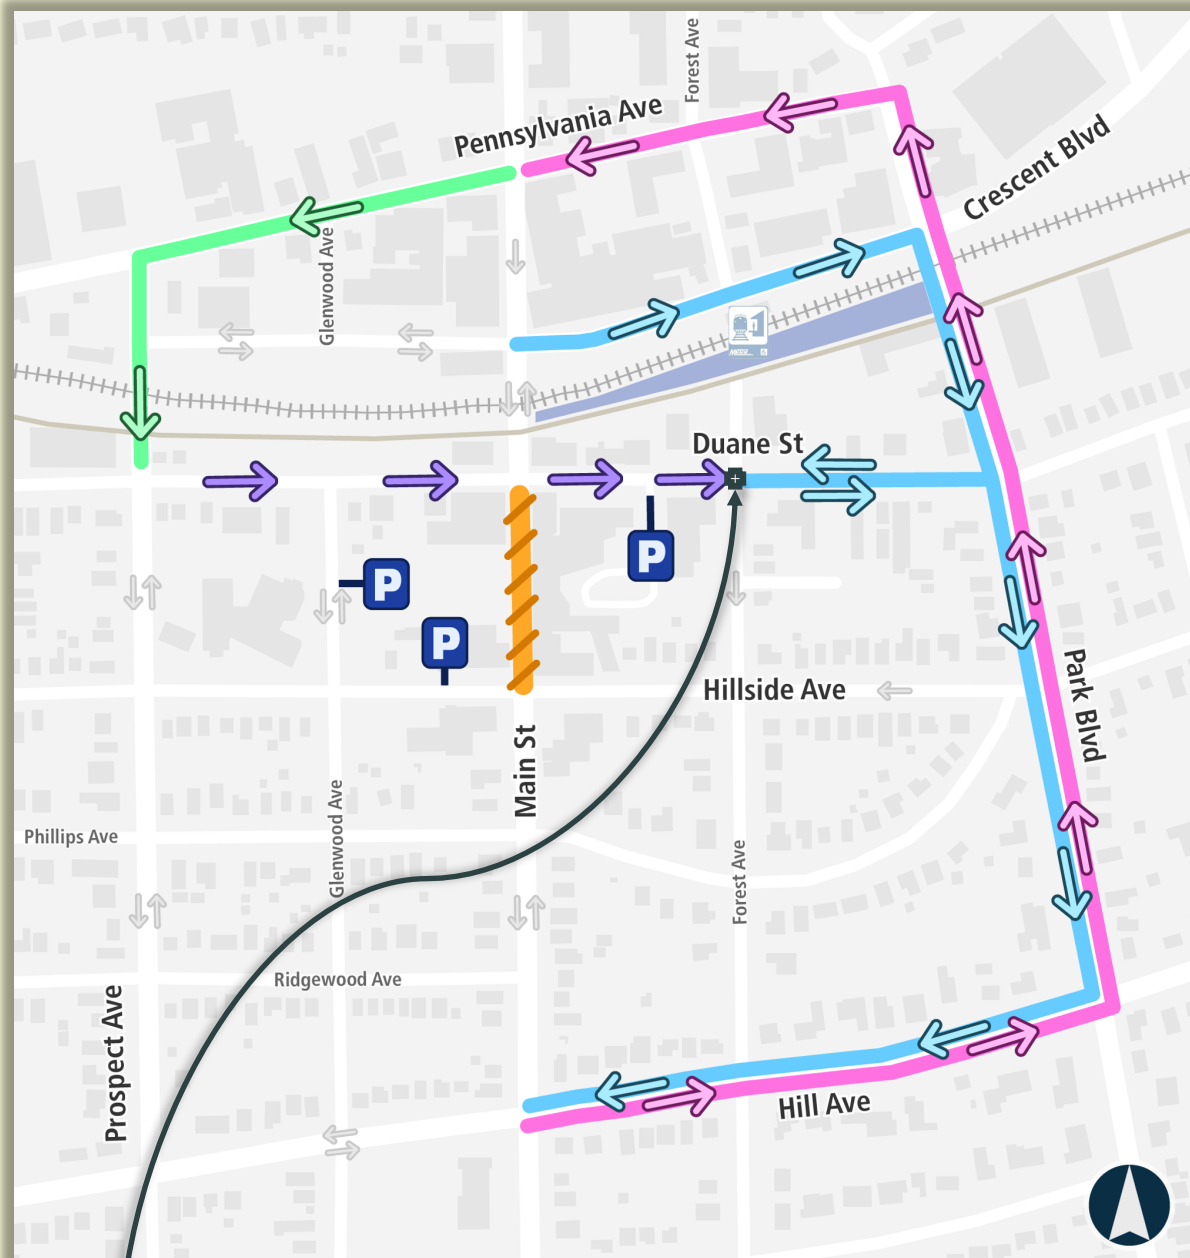 Forest Ave
Pennsylvania Ave
Crescent Blvd
Glenwood Ave
Duane St
P
P
P
Hillside Ave
Park Blvd
Main St
Phillips Ave
Glenwood Ave
Forest Ave
Ridgewood Ave
Prospect Ave
Hill Ave